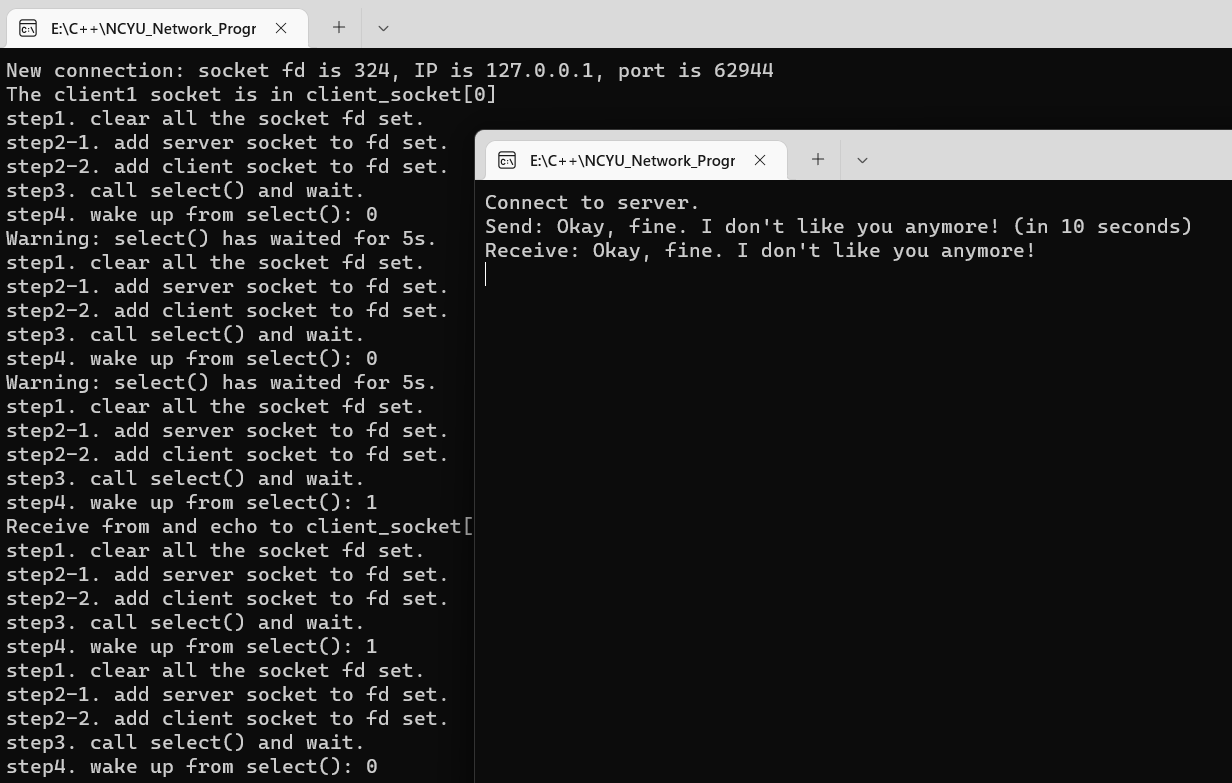 E:\C++\NCYU_Network_Progr
New connection: socket fd is 324, IP is 127.0.0.1, port is 62944
The client1 socket is in client_socket[0]
step1. clear all the socket fd set.
step2-1. add server socket to fd set.
step2-2. add client socket to fd set.
step3. call select() and wait.
step4. wake up from select(): 0
Warning: select() has waited for 5s.
step1. clear all the socket fd set.
step2-1. add server socket to fd set.
step2-2. add client socket to fd set.
step3. call select() and wait.
step4. wake up from select(): 0
Warning: select() has waited for 5s.
step1. clear all the socket fd set.
step2-1. add server socket to fd set.
step2-2. add client socket to fd set.
step3. call select() and wait.
step4. wake up from select(): 1
Receive from and echo to client_socket[
step1. clear all the socket fd set.
step2-1. add server socket to fd set.
step2-2. add client socket to fd set.
step3. call select() and wait.
step4. wake up from select(): 1
step1. clear all the socket fd set.
step2-1. add server socket to fd set.
step2-2. add client socket to fd set.
step3. call select() and wait.
step4. wake up from select(): 0
E:\C++\NCYU_Network_Progr
Connect to server.
Send: Okay, fine. I don't like you anymore! (in 10 seconds)
Receive: Okay, fine. I don't like you anymore!